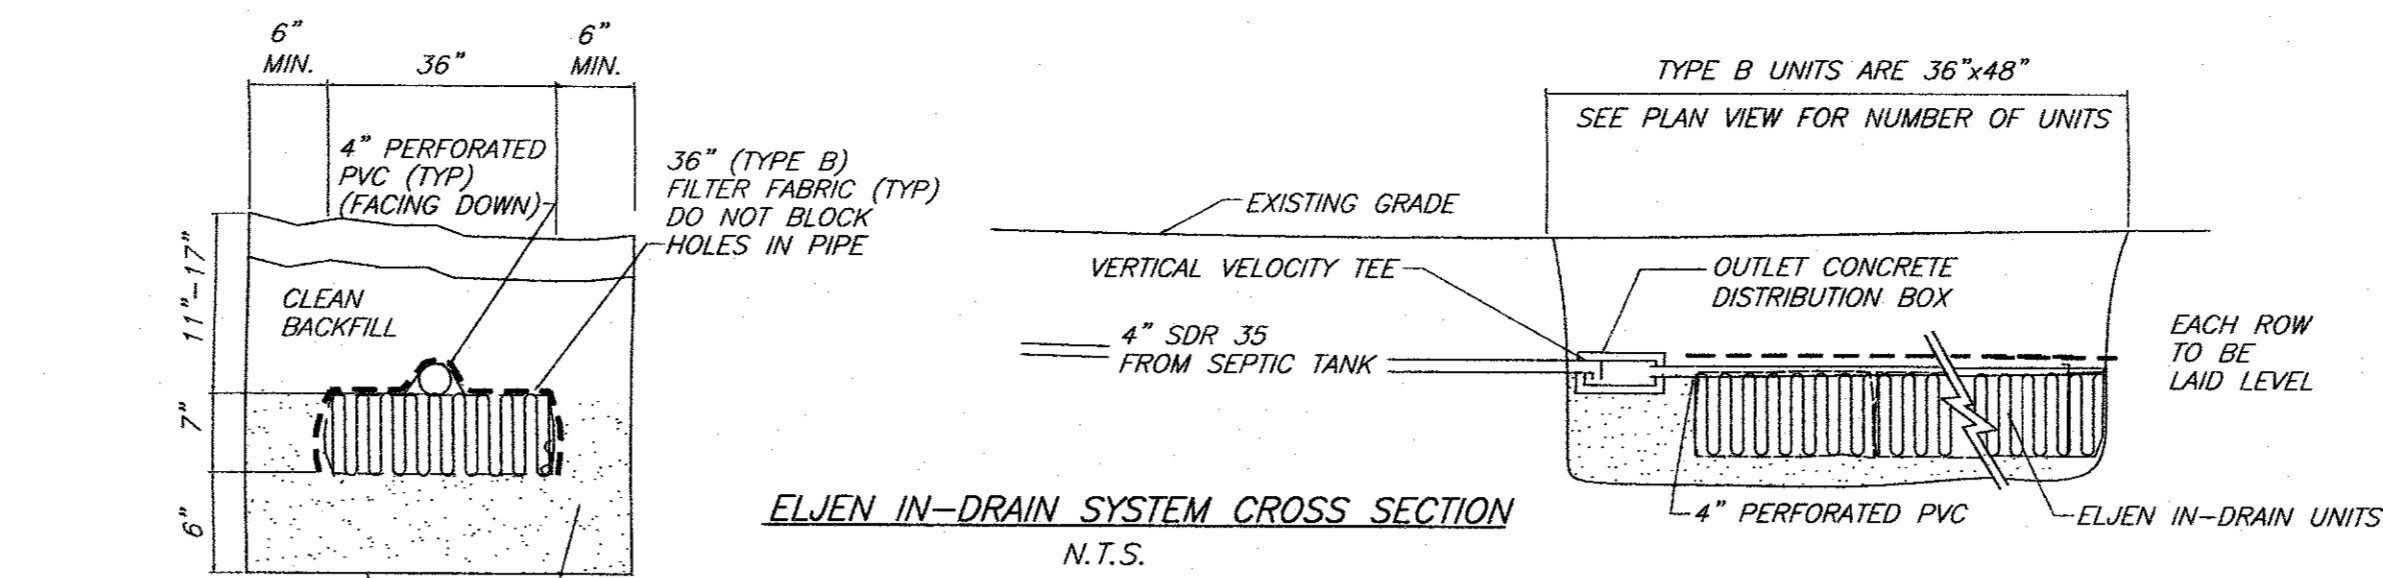 6"
MIN.
36"
6"
MIN.
4" PERFORATED
PVC (TYP)
(FACING DOWN)
36" (TYPE B)
FILTER FABRIC (TYP)
DO NOT BLOCK
HOLES IN PIPE
11"-17"
CLEAN
BACKFILL
7"
6"
TYPE B UNITS ARE 36"x48"
SEE PLAN VIEW FOR NUMBER OF UNITS
EXISTING GRADE
VERTICAL VELOCITY TEE
OUTLET CONCRETE
DISTRIBUTION BOX
4" SDR 35
FROM SEPTIC TANK
EACH ROW
TO BE
LAID LEVEL
4" PERFORATED PVC
ELJEN IN-DRAIN UNITS
ELJEN IN-DRAIN SYSTEM CROSS SECTION
N.T.S.